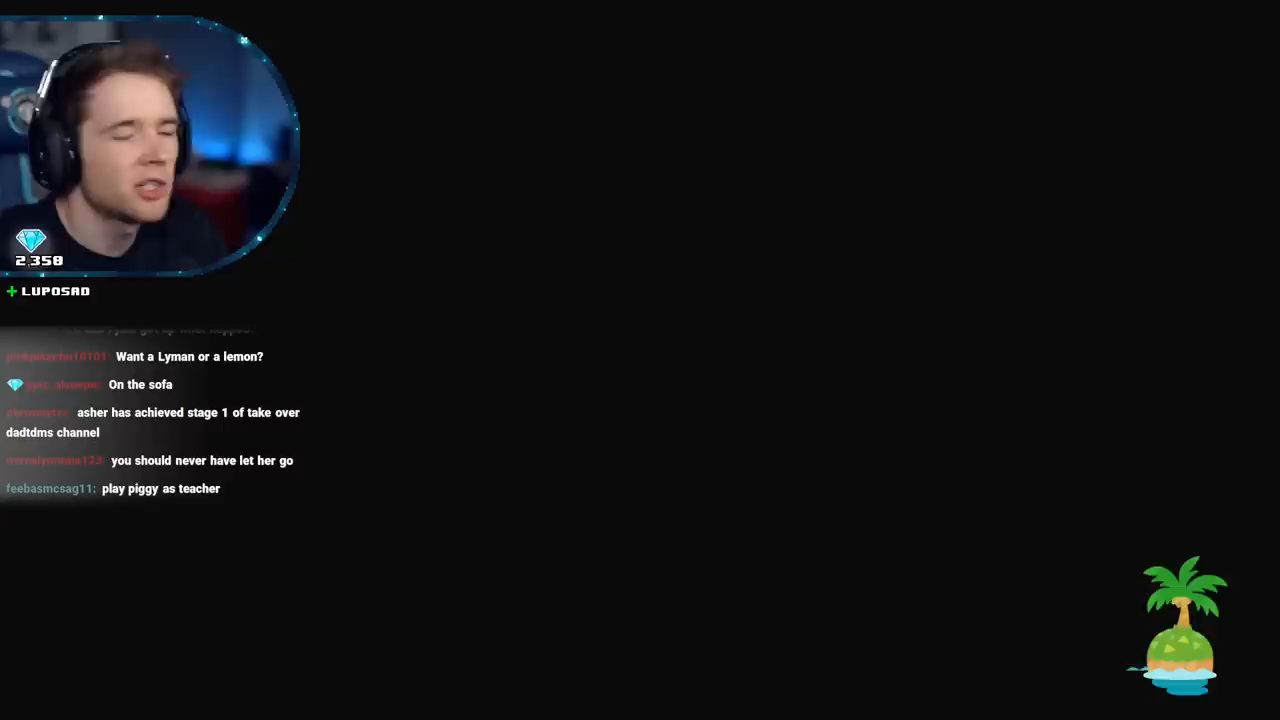 2,358
+ LUPOSAD
Want a Lyman or a lemon?
On the sofa
asher has achieved stage 1 of take over
dadtdms channel
you should never have let her go
feebasmcsag11: play piggy as teacher